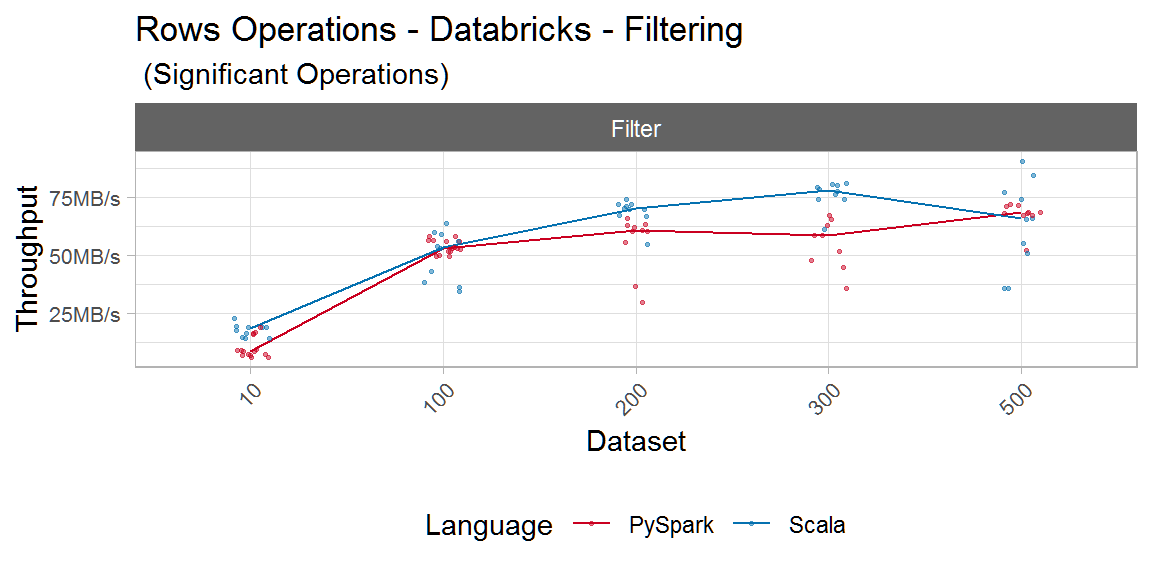 Rows Operations - Databricks - Filtering
(Significant Operations)
Filter
Throughput
75MB/s
50MB/s
25MB/s
10
100
200
300
500
Dataset
Language PySpark Scala